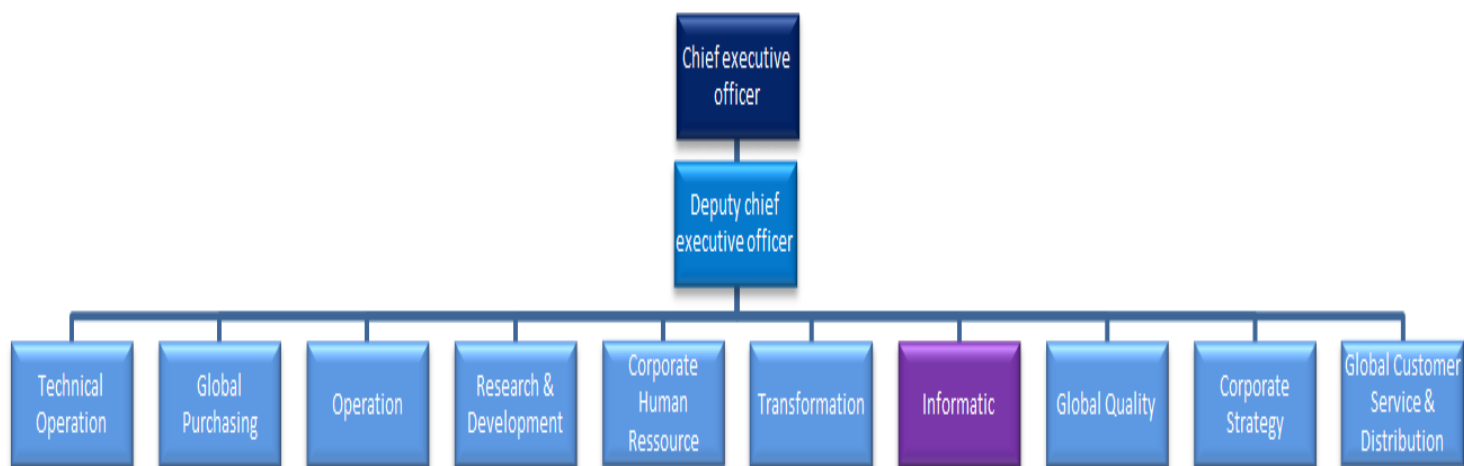 Chief executive
officer
Deputy chief
executive officer
Technical
Operation
Global
Purchasing
Operation
Research &
Development
Corporate
Human
Ressource
Transformation
Informatic
Global Quality
Corporate
Strategy
Global Customer
Service &
Distribution